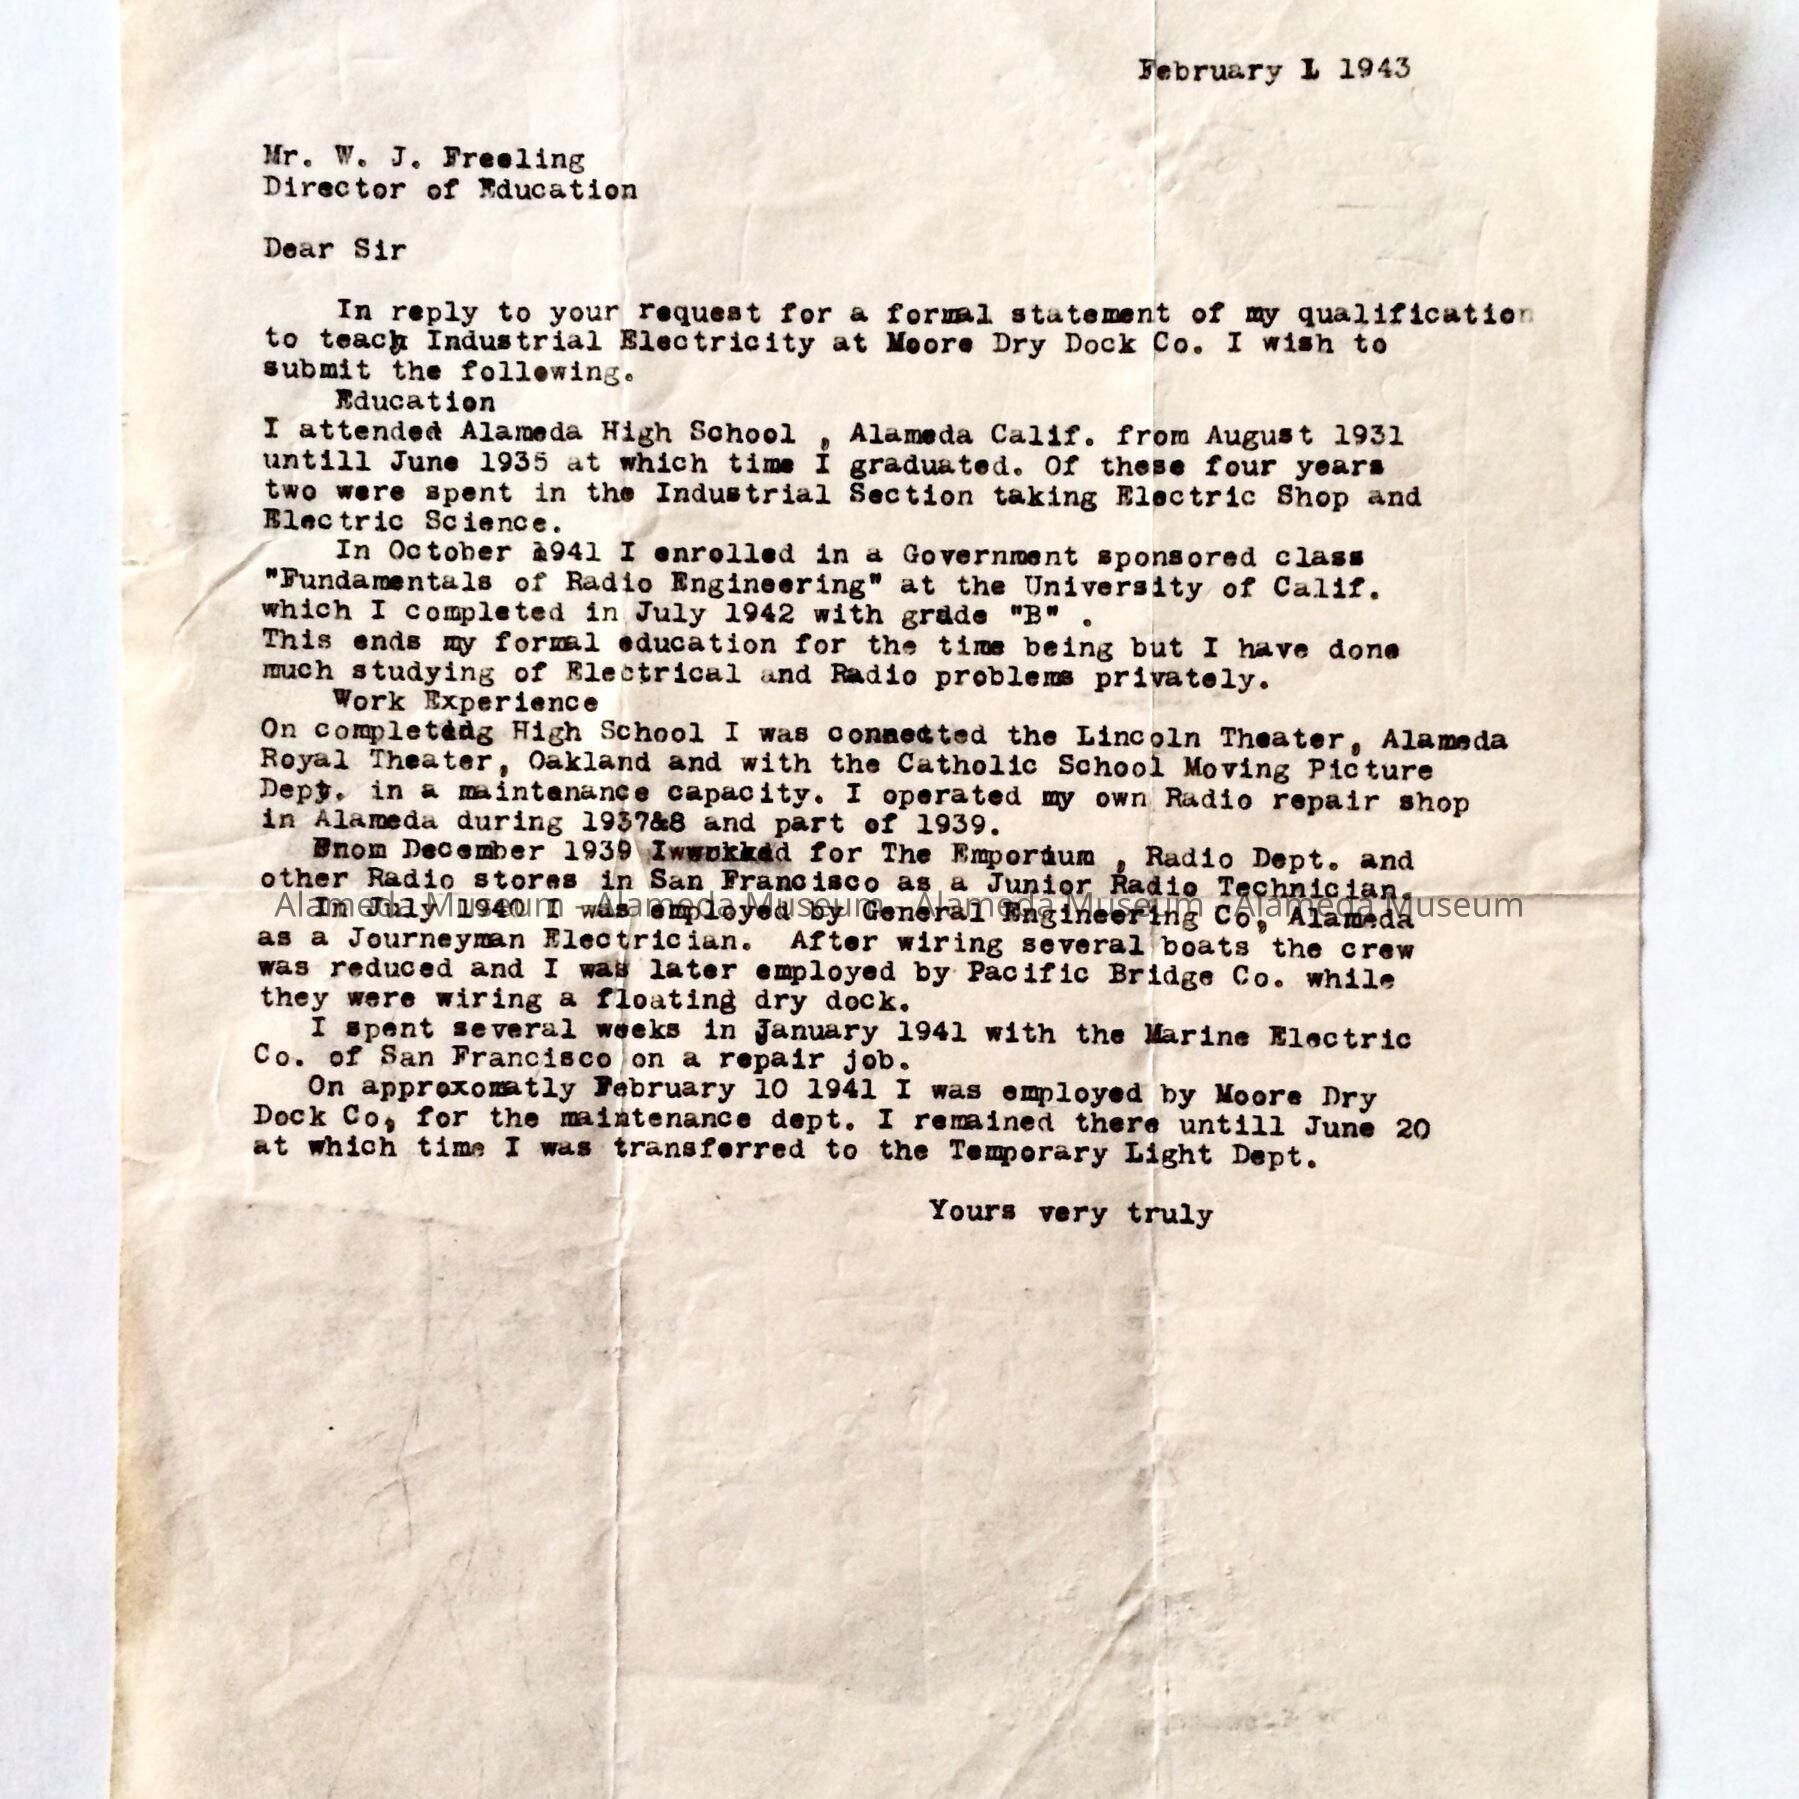 February 1 1943
Mr. W. J. Freeling
Director of Education
Dear Sir
In reply to your request for a formal statement of my qualification
to teach Industrial Electricity at Moore Dry Dock Co. I wish to
submit the following.
Education
I attended Alameda High School , Alameda Calif. from August 1931
untill June 1935 at which time I graduated. Of these four years
two were spent in the Industrial Section taking Electric Shop and
Electric Science.
In October 1941 I enrolled in a Government sponsored class
"Fundamentals of Radio Engineering" at the University of Calif.
which I completed in July 1942 with grade "B" .
This ends my formal education for the time being but I have done
much studying of Electrical and Radio problems privately.
Work Experience
On completing High School I was connected the Lincoln Theater, Alameda
Royal Theater, Oakland and with the Catholic School Moving Picture
Dept. in a maintenance capacity. I operated my own Radio repair shop
in Alameda during 1937&8 and part of 1939.
From December 1939 I worked for The Emporium , Radio Dept. and
other Radio stores in San Francisco as a Junior Radio Technician.
Alameda Museum - Alameda Museum - Alameda Museum - Alameda Museum
In July 1940 I was employed by General Engineering Co, Alameda
as a Journeyman Electrician. After wiring several boats the crew
was reduced and I was later employed by Pacific Bridge Co. while
they were wiring a floating dry dock.
I spent several weeks in January 1941 with the Marine Electric
Co. of San Francisco on a repair job.
On approxomatly February 10 1941 I was employed by Moore Dry
Dock Co, for the maintenance dept. I remained there untill June 20
at which time I was transferred to the Temporary Light Dept.
Yours very truly